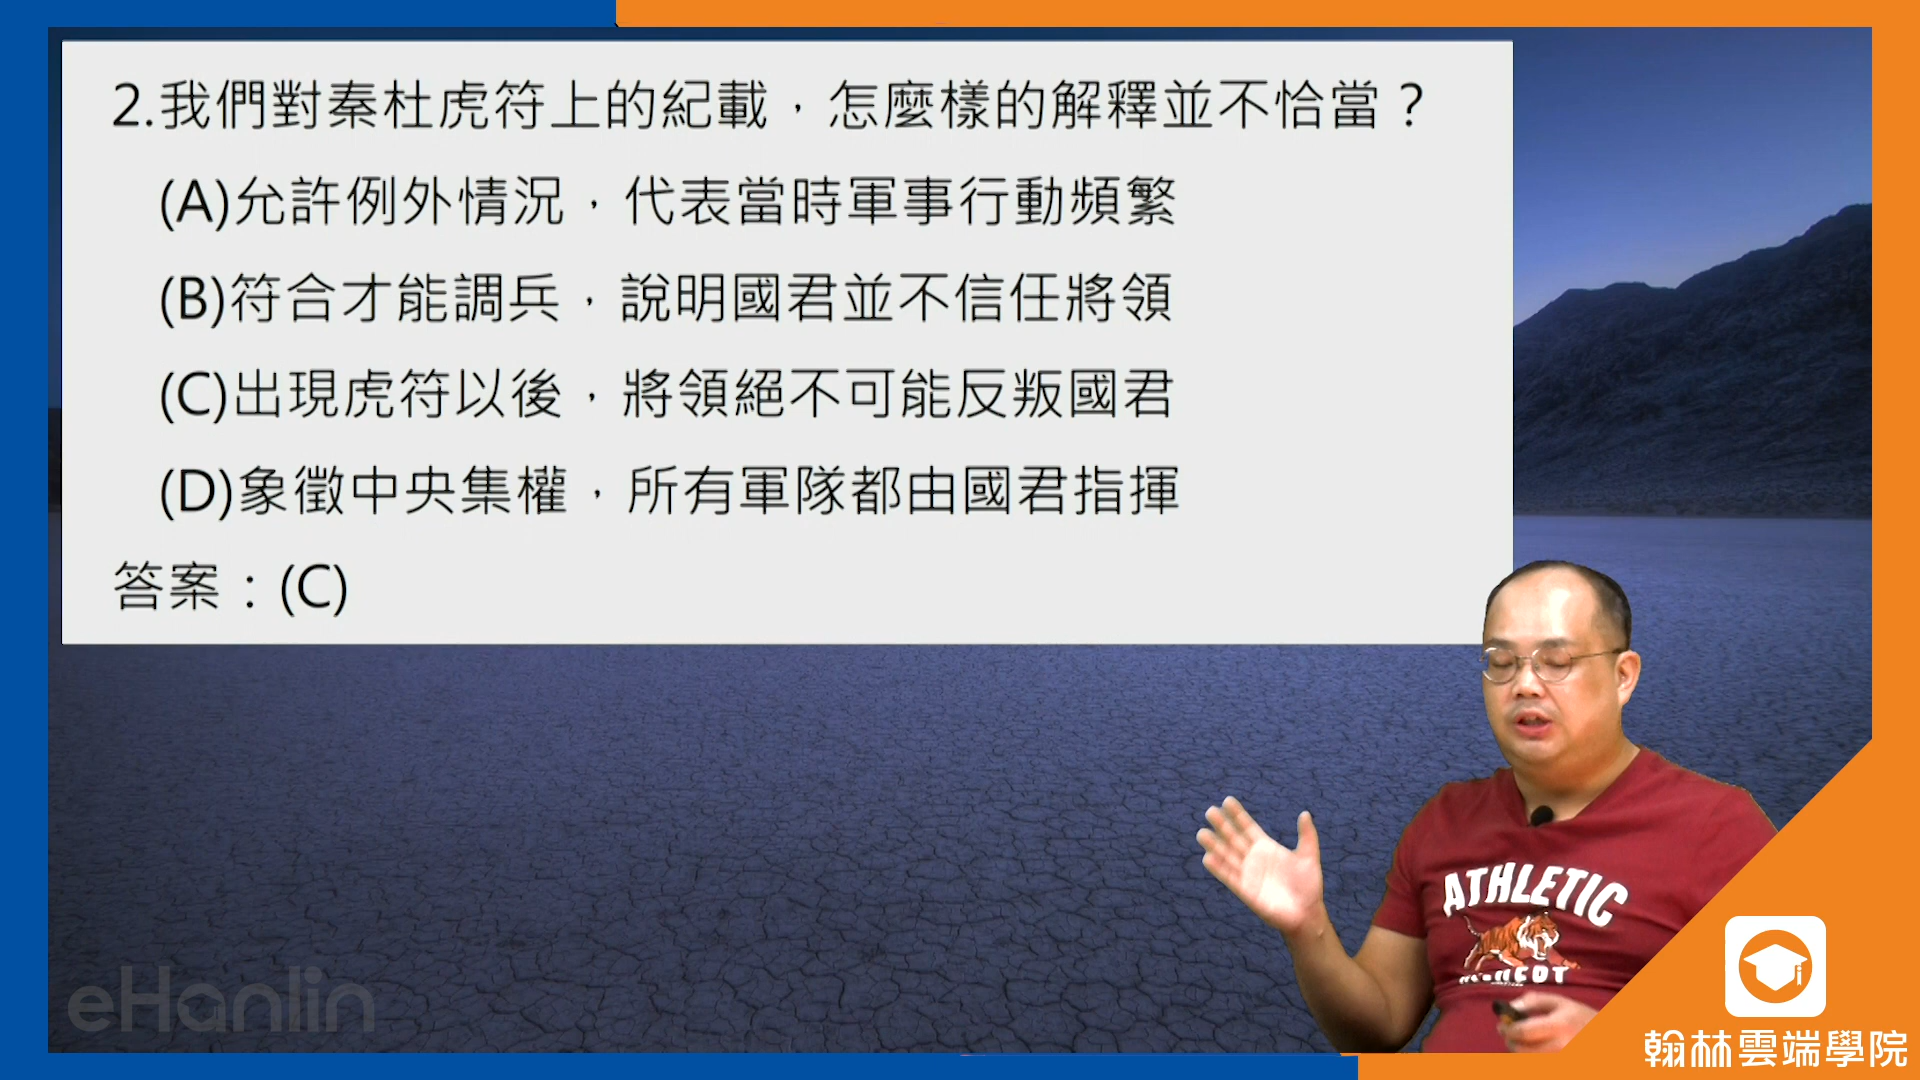 2.我們對秦杜虎符上的紀載，怎麼樣的解釋並不恰當？
(A)允許例外情況，代表當時軍事行動頻繁
(B)符合才能調兵，說明國君並不信任將領
(C)出現虎符以後，將領絕不可能反叛國君
(D)象徵中央集權，所有軍隊都由國君指揮
答案：(C)
ATHLETIC
eHanlin
翰林雲端學院